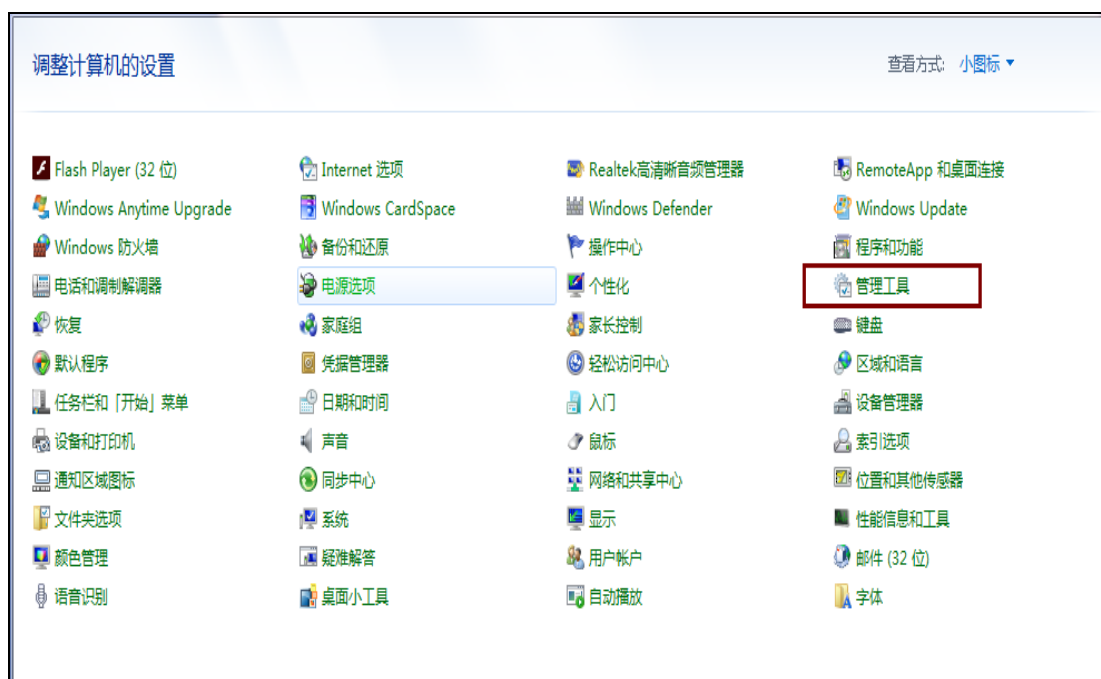 调整计算机的设置
查看方式: 小图标
Flash Player (32 位) Internet 选项 Realtek高清晰音频管理器 RemoteApp 和桌面连接
Windows Anytime Upgrade Windows CardSpace Windows Defender Windows Update
Windows 防火墙 备份和还原 操作中心 程序和功能
电话和调制解调器 电源选项 个性化 管理工具
恢复 家庭组 家长控制 键盘
默认程序 凭据管理器 轻松访问中心 区域和语言
任务栏和「开始」菜单 日期和时间 入门 设备管理器
设备和打印机 声音 鼠标 索引选项
通知区域图标 同步中心 网络和共享中心 位置和其他传感器
文件夹选项 系统 显示 性能信息和工具
颜色管理 疑难解答 用户帐户 邮件 (32 位)
语音识别 桌面小工具 自动播放 字体